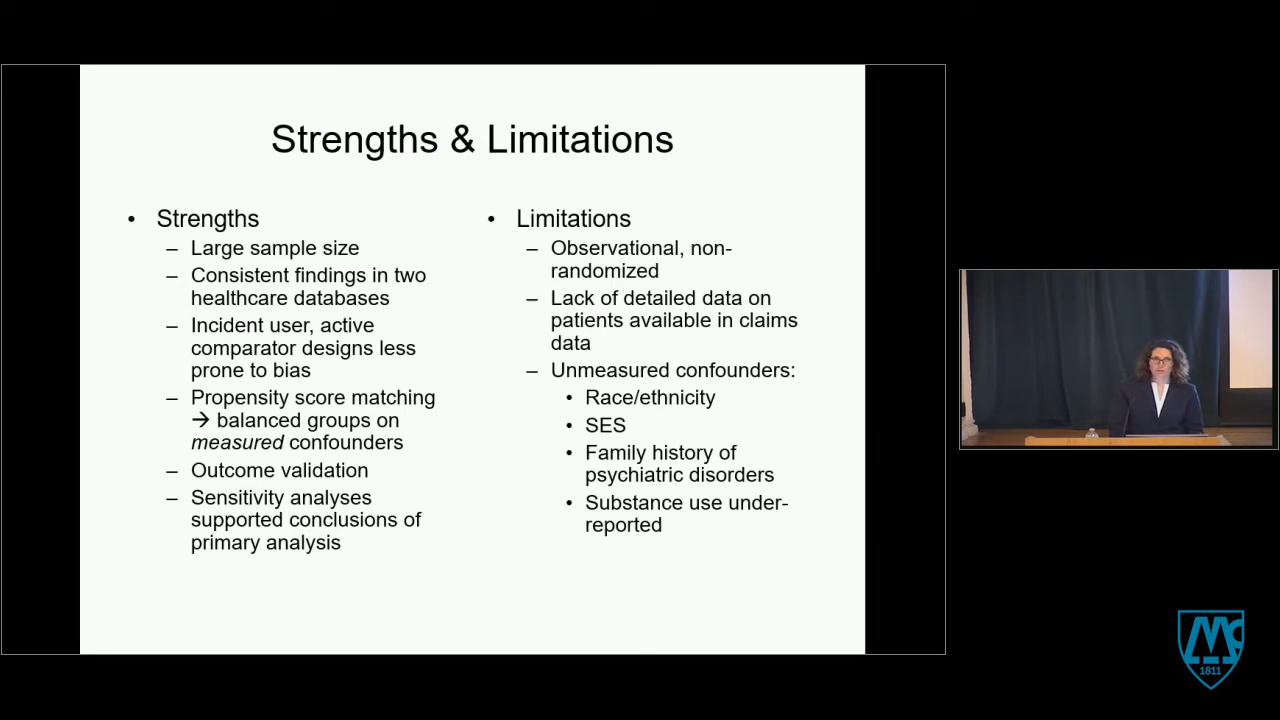 Strengths & Limitations
• Strengths
– Large sample size
– Consistent findings in two
healthcare databases
– Incident user, active
comparator designs less
prone to bias
– Propensity score matching
→ balanced groups on
measured confounders
– Outcome validation
– Sensitivity analyses
supported conclusions of
primary analysis
• Limitations
– Observational, non-
randomized
– Lack of detailed data on
patients available in claims
data
– Unmeasured confounders:
• Race/ethnicity
• SES
• Family history of
psychiatric disorders
• Substance use under-
reported
1811